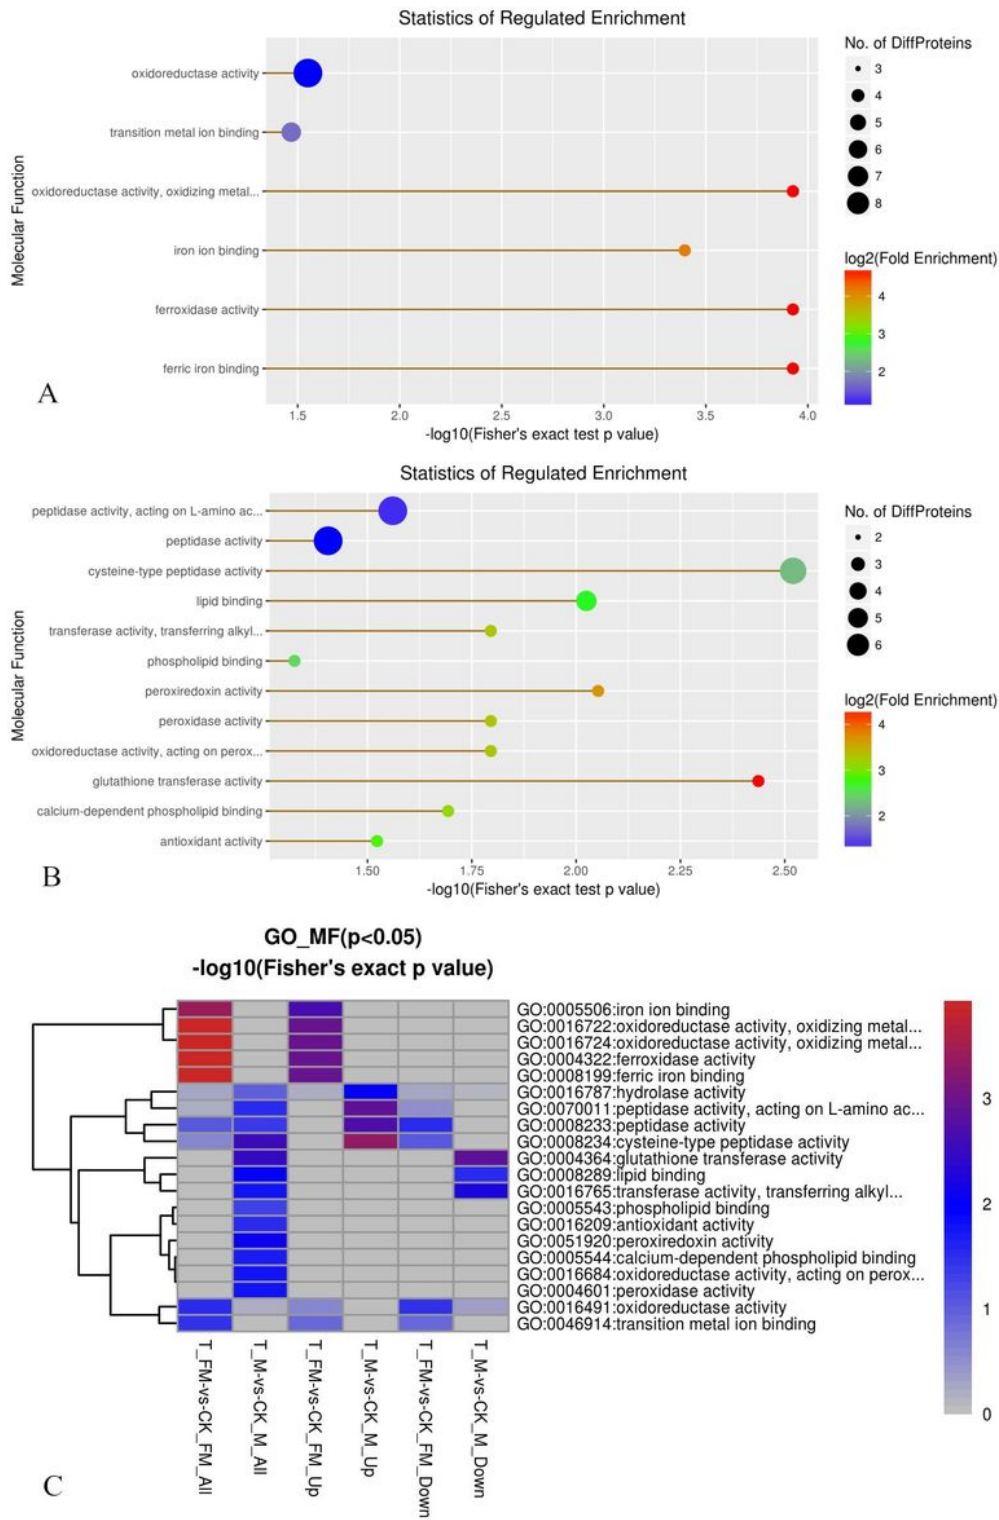 Statistics of Regulated Enrichment
No. of DiffProteins
3
4
5
6
7
8
log2(Fold Enrichment)
4
3
2
Molecular Function
oxidoreductase activity
transition metal ion binding
oxidoreductase activity, oxidizing metal...
iron ion binding
ferroxidase activity
ferric iron binding
1.5 2.0 2.5 3.0 3.5 4.0
-log10(Fisher's exact test p value)
A
Statistics of Regulated Enrichment
No. of DiffProteins
2
3
4
5
6
log2(Fold Enrichment)
4
3
2
Molecular Function
peptidase activity, acting on L-amino ac...
peptidase activity
cysteine-type peptidase activity
lipid binding
transferase activity, transferring alkyl...
phospholipid binding
peroxiredoxin activity
peroxidase activity
oxidoreductase activity, acting on perox...
glutathione transferase activity
calcium-dependent phospholipid binding
antioxidant activity
1.50 1.75 2.00 2.25 2.50
-log10(Fisher's exact test p value)
B
GO_MF(p<0.05)
-log10(Fisher's exact p value)
GO:0005506:iron ion binding
GO:0016722:oxidoreductase activity, oxidizing metal...
GO:0016724:oxidoreductase activity, oxidizing metal...
GO:0004322:ferroxidase activity
GO:0008199:ferric iron binding
GO:0016787:hydrolase activity
GO:0070011:peptidase activity, acting on L-amino ac...
GO:0008233:peptidase activity
GO:0008234:cysteine-type peptidase activity
GO:0004364:glutathione transferase activity
GO:0008289:lipid binding
GO:0016765:transferase activity, transferring alkyl...
GO:0005543:phospholipid binding
GO:0016209:antioxidant activity
GO:0051920:peroxiredoxin activity
GO:0005544:calcium-dependent phospholipid binding
GO:0016684:oxidoreductase activity, acting on perox...
GO:0004601:peroxidase activity
GO:0016491:oxidoreductase activity
GO:0046914:transition metal ion binding
3
2
1
0
T_FM-vs-CK_FM_All
T_M-vs-CK_M_All
T_FM-vs-CK_FM_Up
T_M-vs-CK_M_Up
T_FM-vs-CK_FM_Down
T_M-vs-CK_M_Down
C